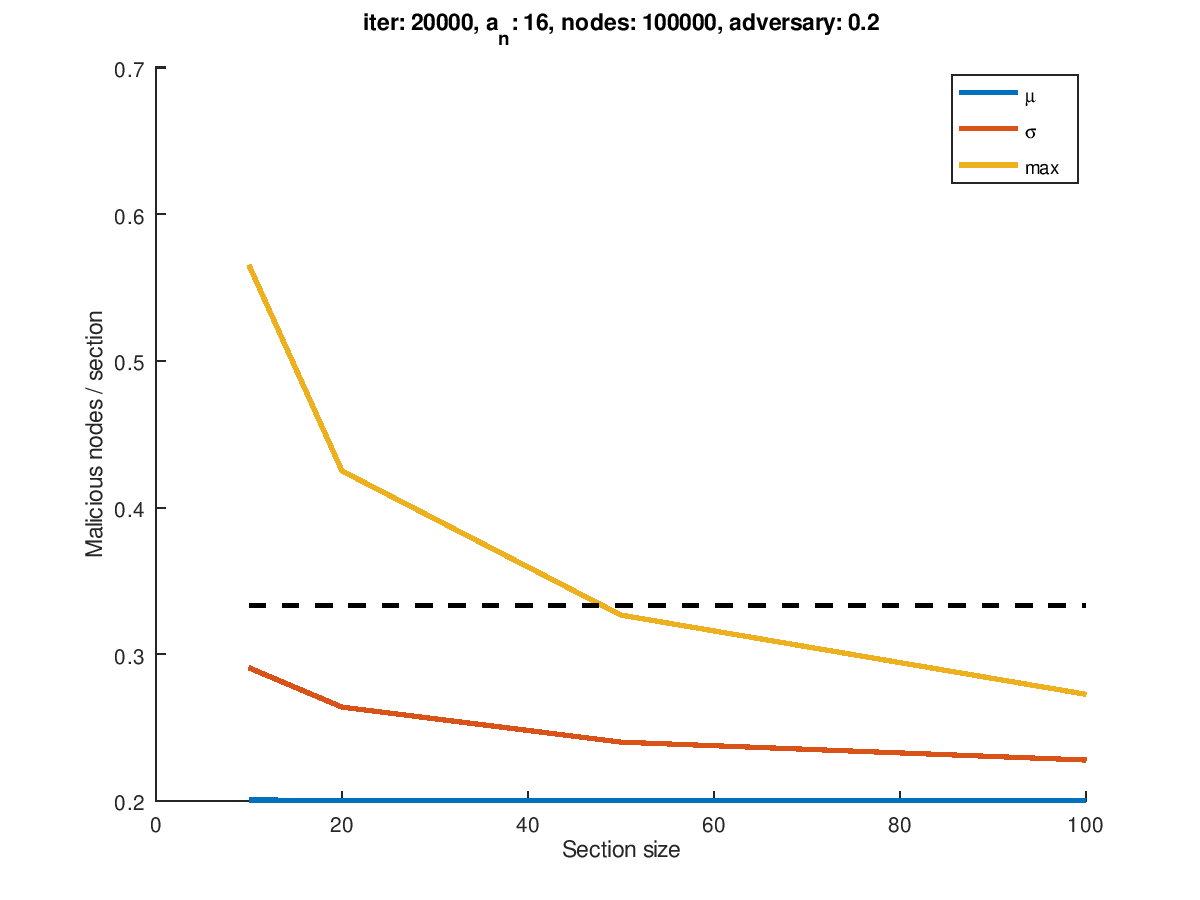 iter: 20000, aₙ: 16, nodes: 100000, adversary: 0.2
0.7
0.6
0.5
0.4
0.3
0.2
Malicious nodes / section
μ
σ
max
0 20 40 60 80 100
Section size